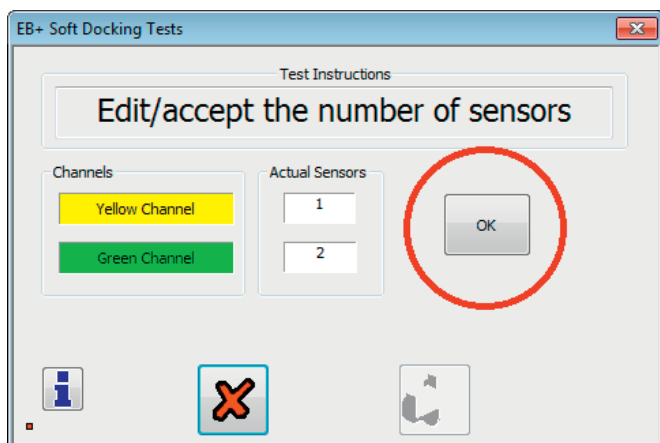 EB+ Soft Docking Tests
Test Instructions
Edit/accept the number of sensors
Channels
Actual Sensors
Yellow Channel
1
OK
Green Channel
2